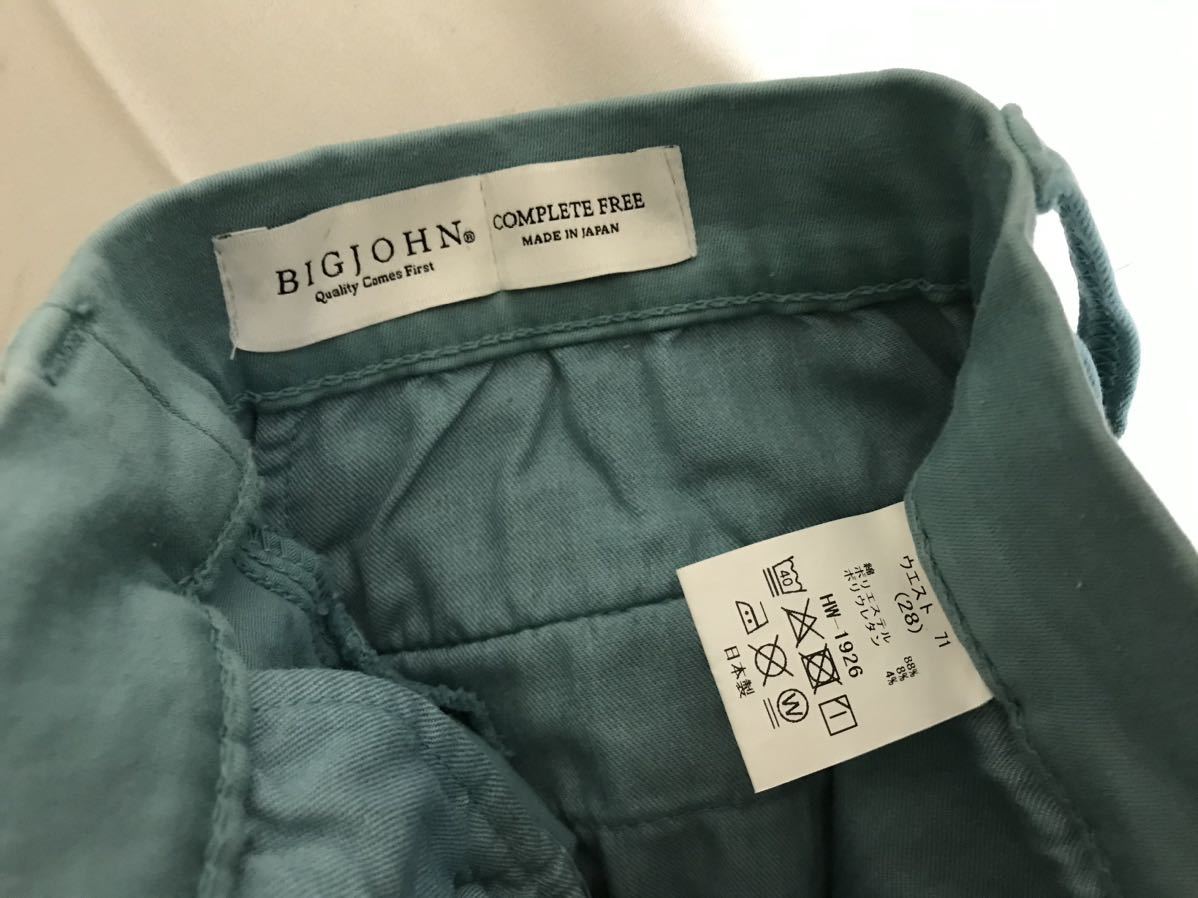 BIGJOHN®
Quality Comes First
COMPLETE FREE
MADE IN JAPAN
ウエスト 71
(28)
綿 88%
ポリエステル 8%
ポリウレタン 4%
HW-1926
40
W
日本製